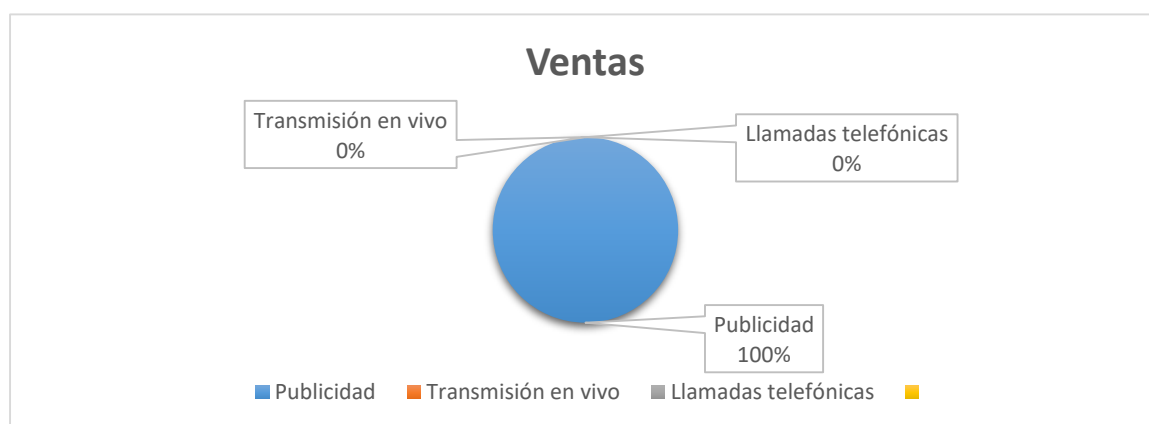 Ventas
Transmisión en vivo
0%
Llamadas telefónicas
0%
Publicidad
100%
Publicidad Transmisión en vivo Llamadas telefónicas